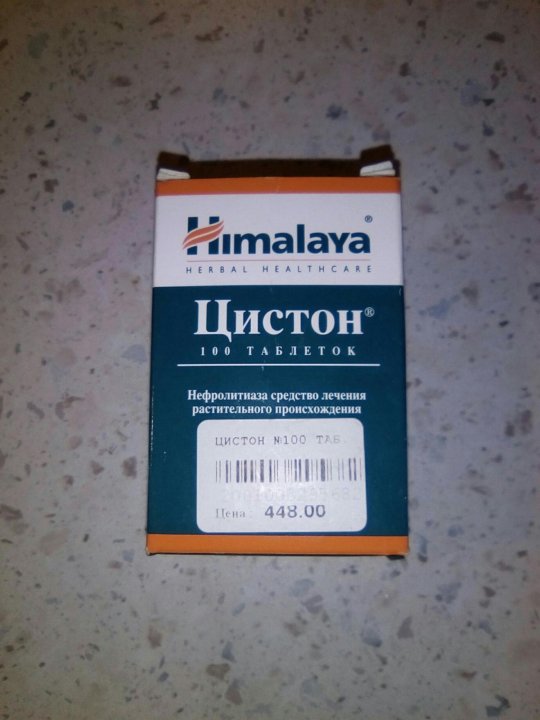 Himalaya®
HERBAL HEALTHCARE
Цистон®
100 ТАБЛЕТОК
Нефролитиаза средство лечения
растительного происхождения
ЦИСТОН №100 ТАБ.
Цена: 448.00